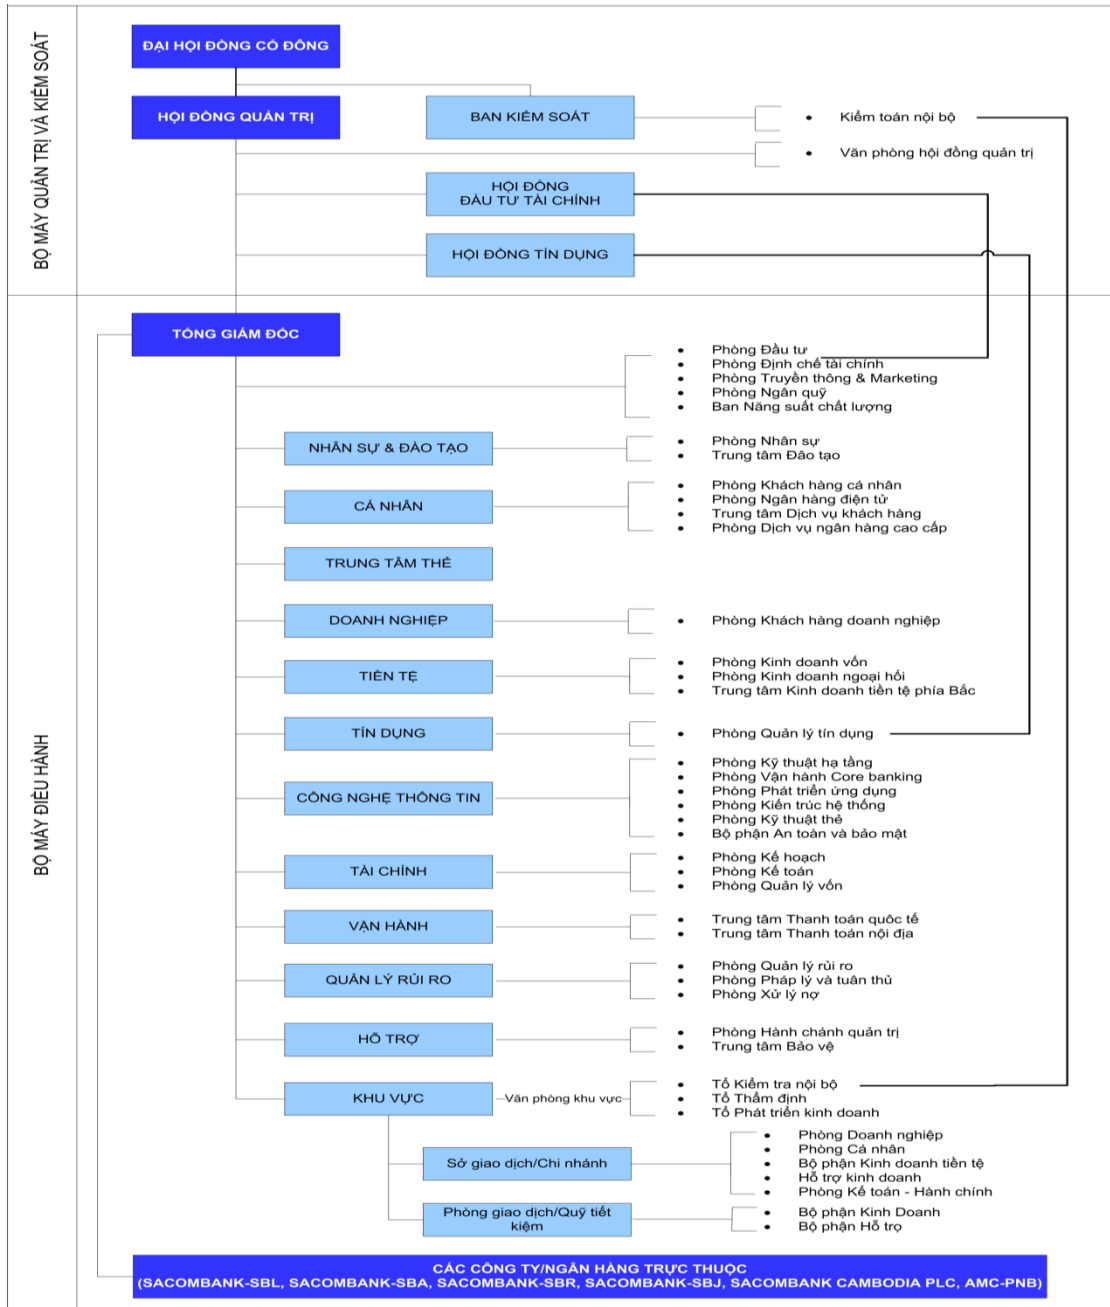 BỘ MÁY QUẢN TRỊ VÀ KIỂM SOÁT
ĐẠI HỘI ĐỒNG CỔ ĐÔNG
HỘI ĐỒNG QUẢN TRỊ
BAN KIỂM SOÁT
• Kiểm toán nội bộ
• Văn phòng hội đồng quản trị
HỘI ĐỒNG
ĐẦU TƯ TÀI CHÍNH
HỘI ĐỒNG TÍN DỤNG
BỘ MÁY ĐIỀU HÀNH
TỔNG GIÁM ĐỐC
• Phòng Đầu tư
• Phòng Định chế tài chính
• Phòng Truyền thông & Marketing
• Phòng Ngân quỹ
• Ban Năng suất chất lượng
NHÂN SỰ & ĐÀO TẠO
• Phòng Nhân sự
• Trung tâm Đào tạo
CÁ NHÂN
• Phòng Khách hàng cá nhân
• Phòng Ngân hàng điện tử
• Trung tâm Dịch vụ khách hàng
• Phòng Dịch vụ ngân hàng cao cấp
TRUNG TÂM THẺ
DOANH NGHIỆP
• Phòng Khách hàng doanh nghiệp
TIỀN TỆ
• Phòng Kinh doanh vốn
• Phòng Kinh doanh ngoại hối
• Trung tâm Kinh doanh tiền tệ phía Bắc
TÍN DỤNG
• Phòng Quản lý tín dụng
CÔNG NGHỆ THÔNG TIN
• Phòng Kỹ thuật hạ tầng
• Phòng Vận hành Core banking
• Phòng Phát triển ứng dụng
• Phòng Kiến trúc hệ thống
• Phòng Kỹ thuật thẻ
• Bộ phận An toàn và bảo mật
TÀI CHÍNH
• Phòng Kế hoạch
• Phòng Kế toán
• Phòng Quản lý vốn
VẬN HÀNH
• Trung tâm Thanh toán quôc tế
• Trung tâm Thanh toán nội địa
QUẢN LÝ RỦI RO
• Phòng Quản lý rủi ro
• Phòng Pháp lý và tuân thủ
• Phòng Xử lý nợ
HỖ TRỢ
• Phòng Hành chánh quản trị
• Trung tâm Bảo vệ
KHU VỰC
Văn phòng khu vực
• Tổ Kiểm tra nội bộ
• Tổ Thẩm định
• Tổ Phát triển kinh doanh
Sở giao dịch/Chi nhánh
• Phòng Doanh nghiệp
• Phòng Cá nhân
• Bộ phận Kinh doanh tiền tệ
• Hỗ trợ kinh doanh
• Phòng Kế toán - Hành chính
Phòng giao dịch/Quỹ tiết
kiệm
• Bộ phận Kinh Doanh
• Bộ phận Hỗ trọ
CÁC CÔNG TY/NGÂN HÀNG TRỰC THUỘC
(SACOMBANK-SBL, SACOMBANK-SBA, SACOMBANK-SBR, SACOMBANK-SBJ, SACOMBANK CAMBODIA PLC, AMC-PNB)